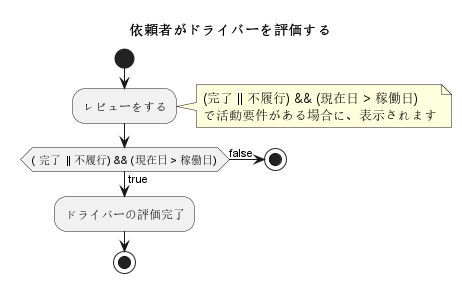 依頼者がドライバーを評価する
レビューをする
(完了 || 不履行) && (現在日 > 稼働日)
で活動要件がある場合に、表示されます
( 完了 || 不履行) && (現在日 > 稼働日)
false
true
ドライバーの評価完了